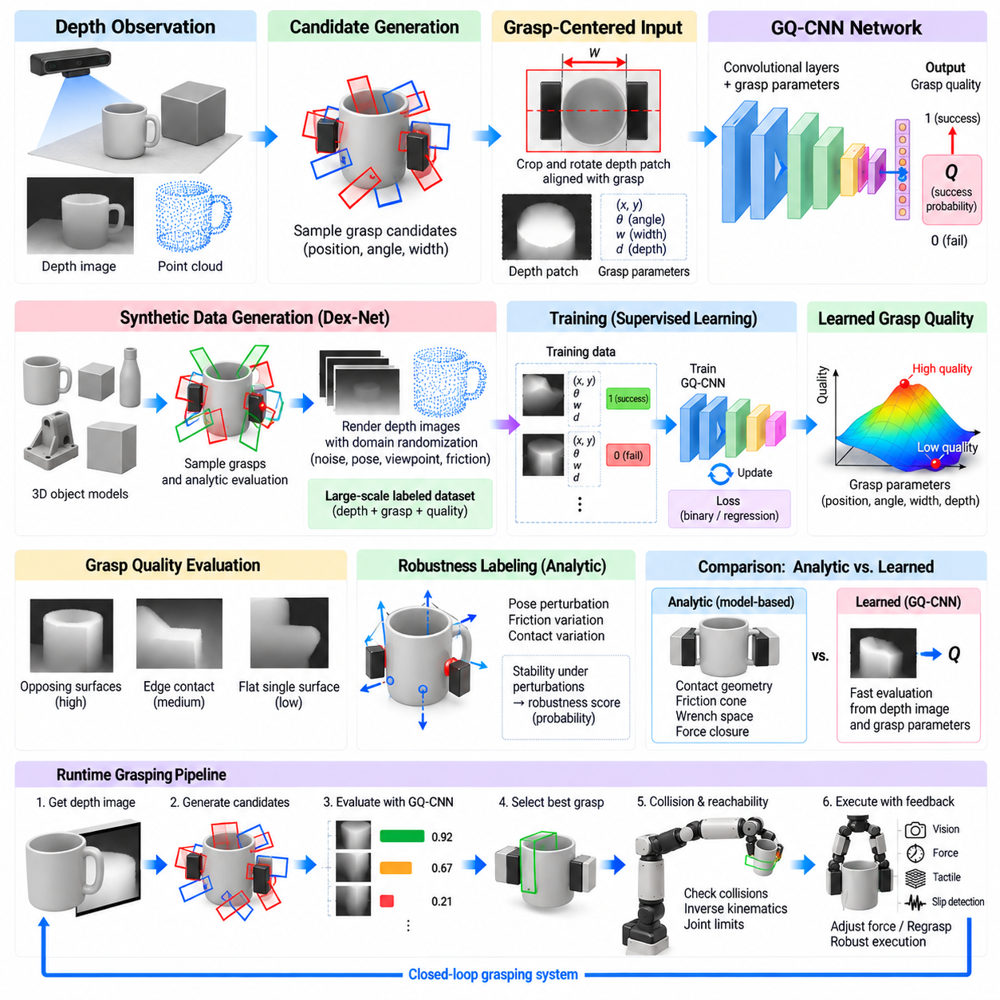 Depth Observation
Depth image
Point cloud
Candidate Generation
Sample grasp candidates
(position, angle, width)
Grasp-Centered Input
w
Crop and rotate depth patch
aligned with grasp
Depth patch
(x, y)
θ (angle)
w (width)
d (depth)
Grasp parameters
GQ-CNN Network
Convolutional layers
+ grasp parameters
Output
Grasp quality
1 (success)
Q
(success
probability)
0 (fail)
Synthetic Data Generation (Dex-Net)
3D object models
Sample grasps
and analytic evaluation
Render depth images
with domain randomization
(noise, pose, viewpoint, friction)
Large-scale labeled dataset
(depth + grasp + quality)
Training (Supervised Learning)
Training data
(x, y)
θ
w
d
1 (success)
(x, y)
θ
w
d
0 (fail)
⋮
Train
GQ-CNN
Update
Loss
(binary / regression)
Learned Grasp Quality
Quality
High quality
Low quality
Grasp parameters
(position, angle, width, depth)
Grasp Quality Evaluation
Opposing surfaces
(high)
Edge contact
(medium)
Flat single surface
(low)
Robustness Labeling (Analytic)
Pose perturbation
Friction variation
Contact variation
Stability under
perturbations
→ robustness score
(probability)
Comparison: Analytic vs. Learned
Analytic (model-based)
Contact geometry
Friction cone
Wrench space
Force closure
vs.
Learned (GQ-CNN)
Q
Fast evaluation
from depth image
and grasp parameters
Runtime Grasping Pipeline
1. Get depth image
2. Generate candidates
3. Evaluate with GQ-CNN
0.92
0.67
0.21
⋮
4. Select best grasp
5. Collision & reachability
Check collisions
Inverse kinematics
Joint limits
6. Execute with feedback
Vision
Force
Tactile
Slip detection
Adjust force / Regrasp
Robust execution
Closed-loop grasping system